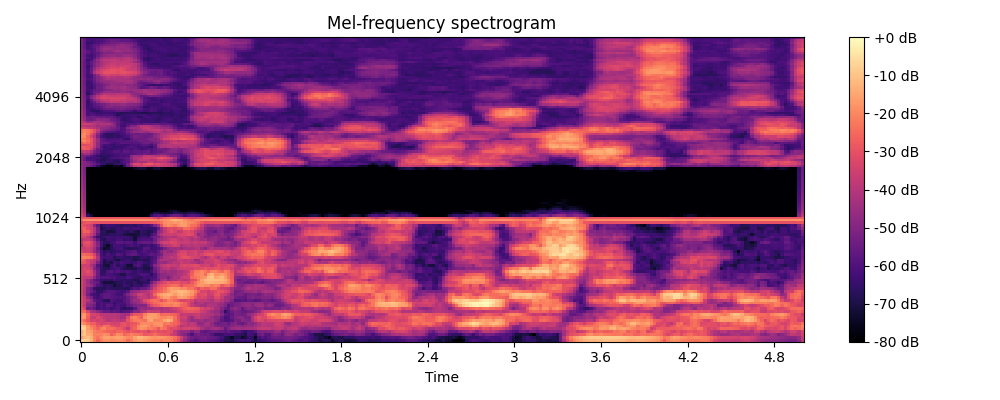 Mel-frequency spectrogram
+0 dB
-10 dB
-20 dB
-30 dB
-40 dB
-50 dB
-60 dB
-70 dB
-80 dB
Hz
4096
2048
1024
512
0
0 0.6 1.2 1.8 2.4 3 3.6 4.2 4.8
Time